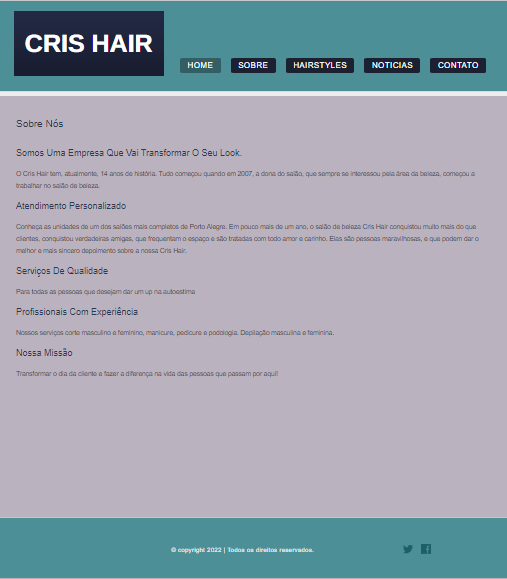 CRIS HAIR
HOME SOBRE HAIRSTYLES NOTICIAS CONTATO
Sobre Nós
Somos Uma Empresa Que Vai Transformar O Seu Look.
O Cris Hair tem, atualmente, 14 anos de história. Tudo começou quando em 2007, a dona do salão, que sempre se interessou pela área da beleza, começou a
trabalhar no salão de beleza.
Atendimento Personalizado
Conheça as unidades de um dos salões mais completos de Porto Alegre. Em pouco mais de um ano, o salão de beleza Cris Hair conquistou muito mais do que
clientes, conquistou verdadeiras amigas, que frequentam o espaço e são tratadas com todo amor e carinho. Elas são pessoas maravilhosas, e que podem dar o
melhor e mais sincero depoimento sobre a nossa Cris Hair.
Serviços De Qualidade
Para todas as pessoas que desejam dar um up na autoestima
Profissionais Com Experiência
Nossos serviços corte masculino e feminino, manicure, pedicure e podologia. Depilação masculina e feminina.
Nossa Missão
Transformar o dia da cliente e fazer a diferença na vida das pessoas que passam por aqui!
© copyright 2022 | Todos os direitos reservados.